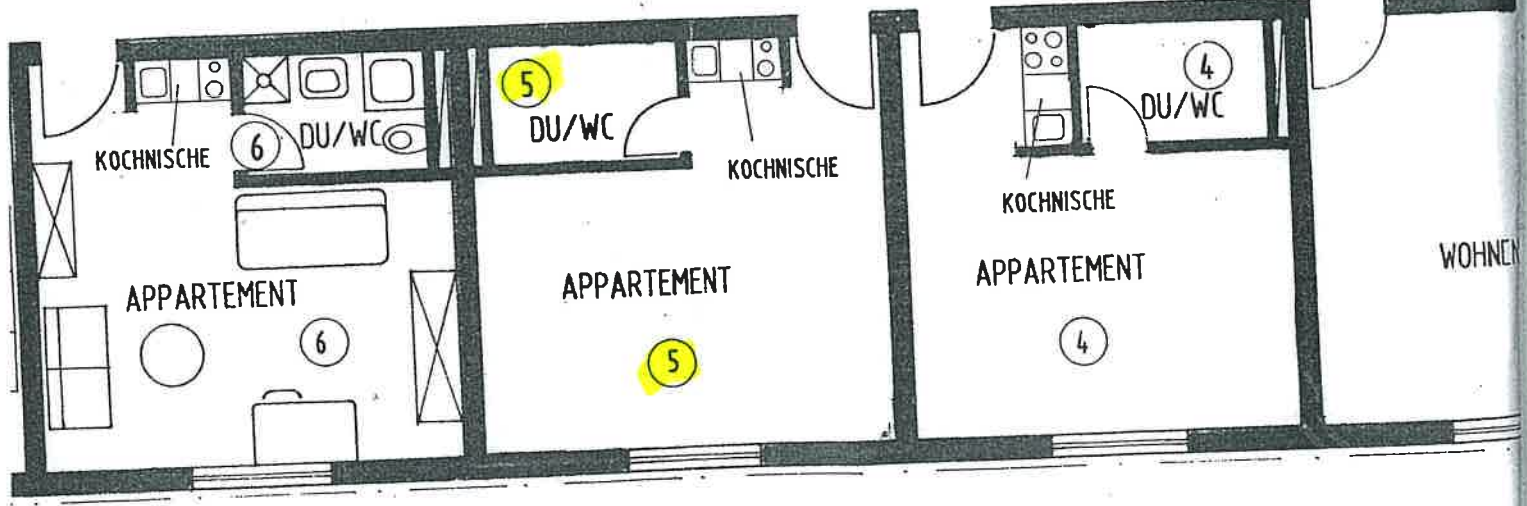 KOCHNISCHE
6
DU/WC
APPARTEMENT
6
5
DU/WC
KOCHNISCHE
APPARTEMENT
5
4
DU/WC
KOCHNISCHE
APPARTEMENT
4
WOHNEN